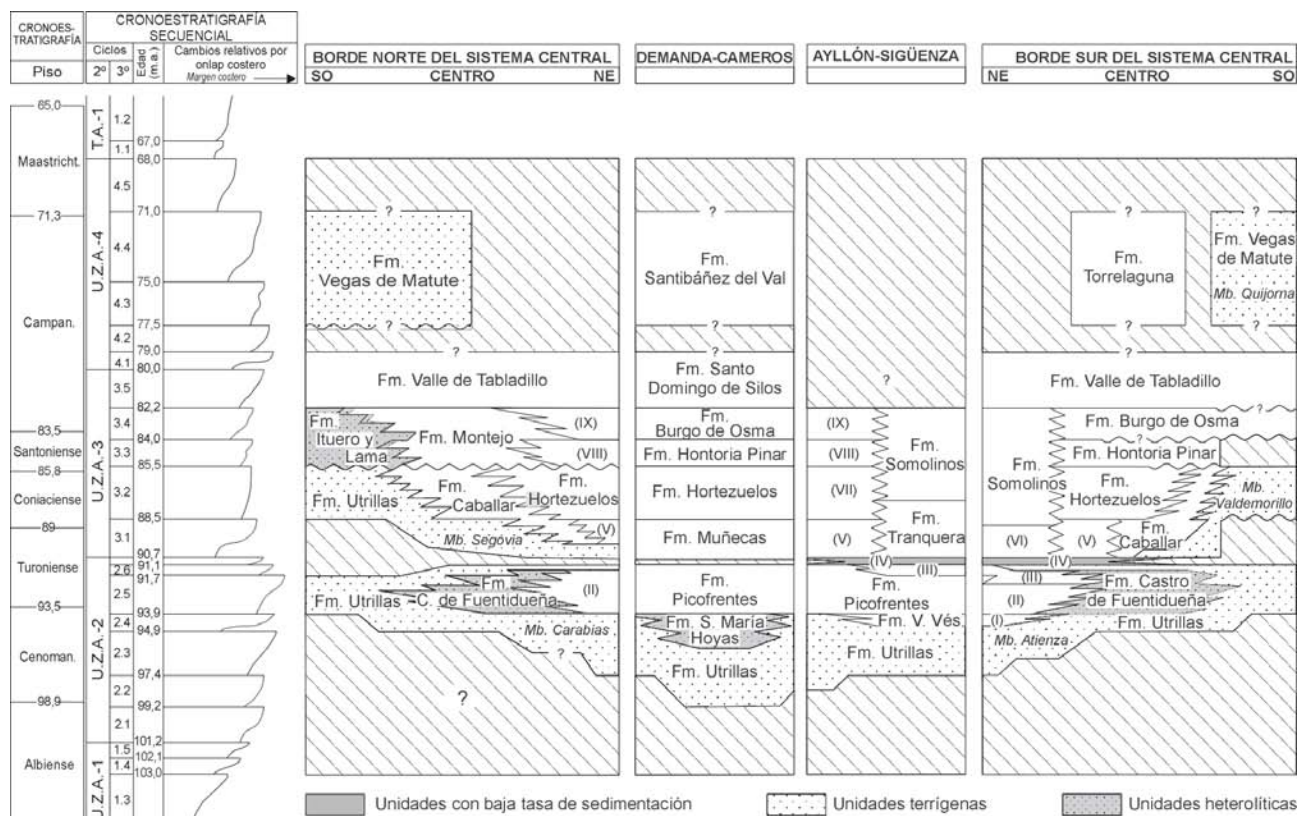 CRONOES-
TRATIGRAFÍA
CRONOESTRATIGRAFÍA
SECUENCIAL
Piso
Ciclos
2º
3º
Edad
(m.a.)
Cambios relativos por
onlap costero
Margen costero
BORDE NORTE DEL SISTEMA CENTRAL
SO CENTRO NE
DEMANDA-CAMEROS
AYLLÓN-SIGÜENZA
BORDE SUR DEL SISTEMA CENTRAL
NE CENTRO SO
65,0
Maastricht.
71,3
Campan.
83,5
Santoniense
85,8
Coniaciense
89
Turoniense
93,5
Cenoman.
98,9
Albiense
T.A.-1
U.Z.A.-4
U.Z.A.-3
U.Z.A.-2
U.Z.A.-1
1.2
1.1
4.5
4.4
4.3
4.2
4.1
3.5
3.4
3.3
3.2
3.1
2.6
2.5
2.4
2.3
2.2
2.1
1.5
1.4
1.3
67,0
68,0
71,0
75,0
77,5
79,0
80,0
82,2
84,0
85,5
88,5
90,7
91,1
91,7
93,9
94,9
97,4
99,2
101,2
102,1
103,0
?
Fm.
Vegas de Matute
?
?
Fm. Valle de Tabladillo
Fm.
Ituero y
Lama
Fm. Montejo
(IX)
(VIII)
Fm. Utrillas
Fm.
Caballar
Fm.
Hortezuelos
Mb. Segovia
(V)
Fm. Utrillas
Fm.
C. de Fuentidueña
(II)
Mb. Carabias
?
?
?
Fm.
Santibáñez del Val
?
?
Fm. Santo
Domingo de Silos
Fm.
Burgo de Osma
Fm. Hontoria Pinar
Fm. Hortezuelos
Fm. Muñecas
Fm.
Picofrentes
Fm. S. María
Hoyas
Fm. Utrillas
?
(IX)
(VIII)
(VII)
Fm.
Somolinos
(V)
Fm.
Tranquera
(IV)
(III)
Fm.
Picofrentes
Fm. V. Vés
Fm. Utrillas
?
Fm.
Torrelaguna
?
?
Fm. Vegas
de Matute
Mb. Quijorna
?
?
Fm. Valle de Tabladillo
?
Fm. Burgo de Osma
?
Fm. Hontoria Pinar
Fm.
Somolinos
Fm.
Hortezuelos
Mb.
Valdemorillo
(VI)
(V)
Fm.
Caballar
(IV)
(III)
(II)
Fm. Castro
de Fuentidueña
(I)
Fm. Utrillas
Mb. Atienza
Unidades con baja tasa de sedimentación
Unidades terrígenas
Unidades heterolíticas